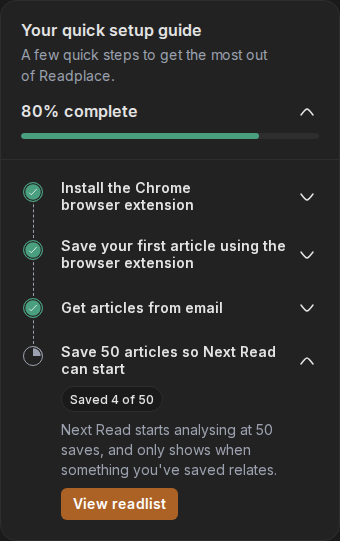 Your quick setup guide
A few quick steps to get the most out
of Readplace.
80% complete
Install the Chrome
browser extension
Save your first article using the
browser extension
Get articles from email
Save 50 articles so Next Read
can start
Saved 4 of 50
Next Read starts analysing at 50
saves, and only shows when
something you've saved relates.
View readlist